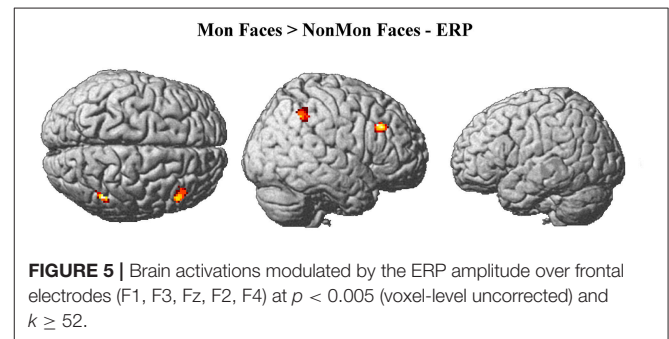 Mon Faces > NonMon Faces - ERP
FIGURE 5 | Brain activations modulated by the ERP amplitude over frontal
electrodes (F1, F3, Fz, F2, F4) at p < 0.005 (voxel-level uncorrected) and
k ≥ 52.